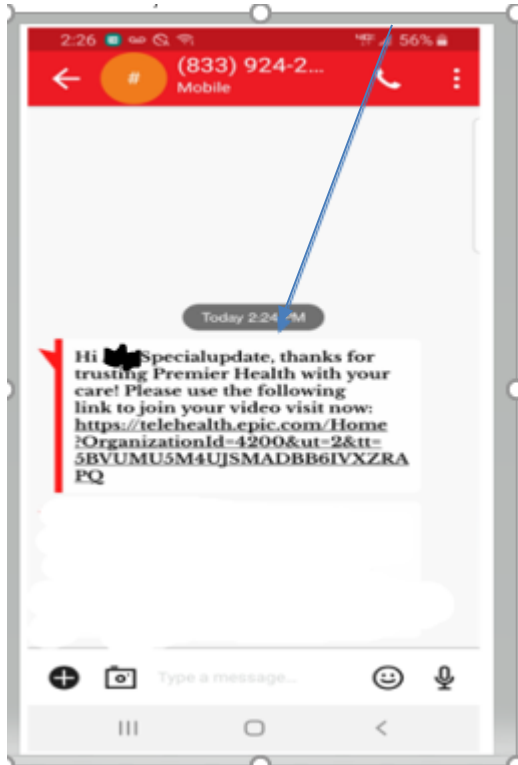 2:26 56%
# (833) 924-2...
Mobile
Today 2:24 PM
Hi Specialupdate, thanks for
trusting Premier Health with your
care! Please use the following
link to join your video visit now:
https://telehealth.epic.com/Home
?OrganizationId=4200&ut=2&tt=
5BVUMU5M4UJSMADBB6IVXZRA
PQ
Type a message...